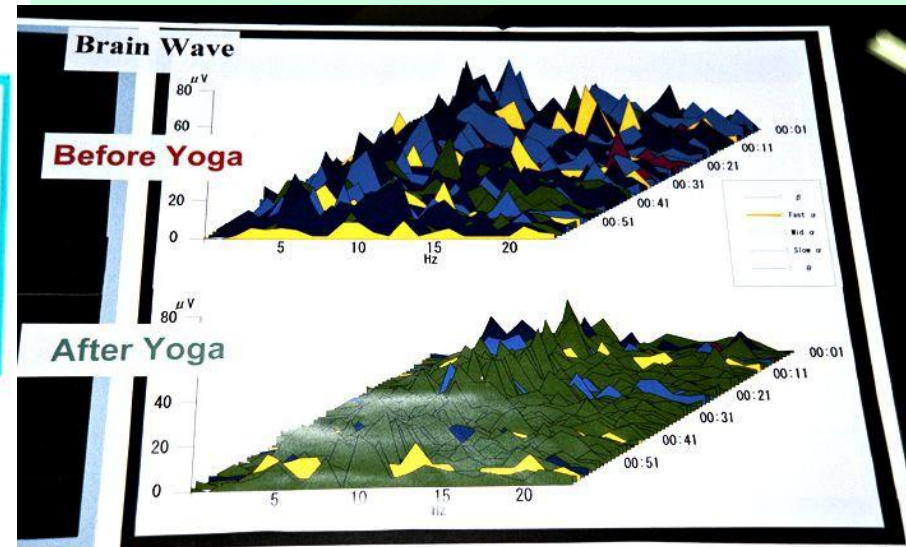 Brain Wave
μV
80
60
Before Yoga
20
0
5
10
15
20
Hz
00:01
00:11
00:21
00:31
00:41
00:51
β
Fast α
Mid α
Slow α
θ
μV
80
After Yoga
40
20
0
5
10
15
20
Hz
00:01
00:11
00:21
00:31
00:41
00:51